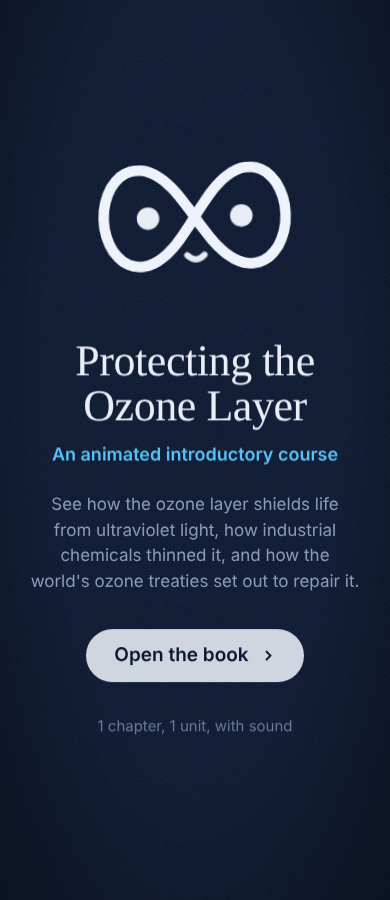 Protecting the
Ozone Layer
An animated introductory course
See how the ozone layer shields life
from ultraviolet light, how industrial
chemicals thinned it, and how the
world's ozone treaties set out to repair it.
Open the book
1 chapter, 1 unit, with sound